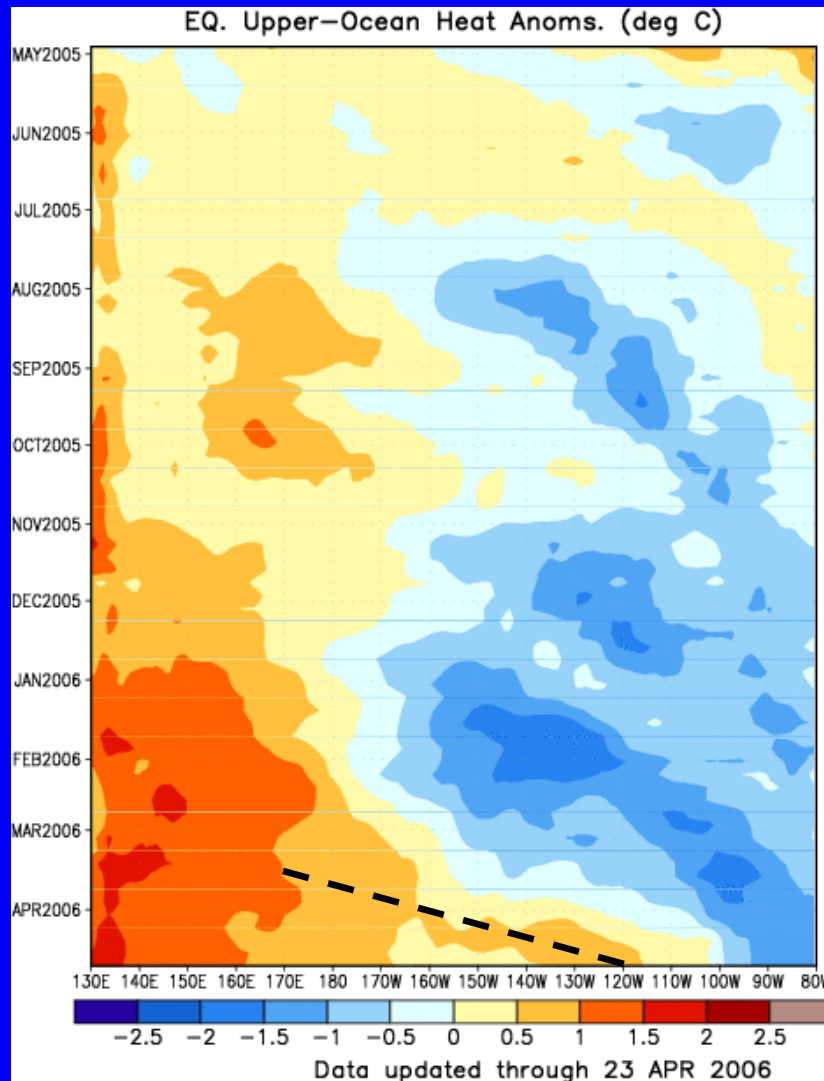 EQ. Upper-Ocean Heat Anoms. (deg C)
MAY2005
JUN2005
JUL2005
AUG2005
SEP2005
OCT2005
NOV2005
DEC2005
JAN2006
FEB2006
MAR2006
APR2006
130E 140E 150E 160E 170E 180 170W 160W 150W 140W 130W 120W 110W 100W 90W 80W
-2.5 -2 -1.5 -1 -0.5 0 0.5 1 1.5 2 2.5
Data updated through 23 APR 2006